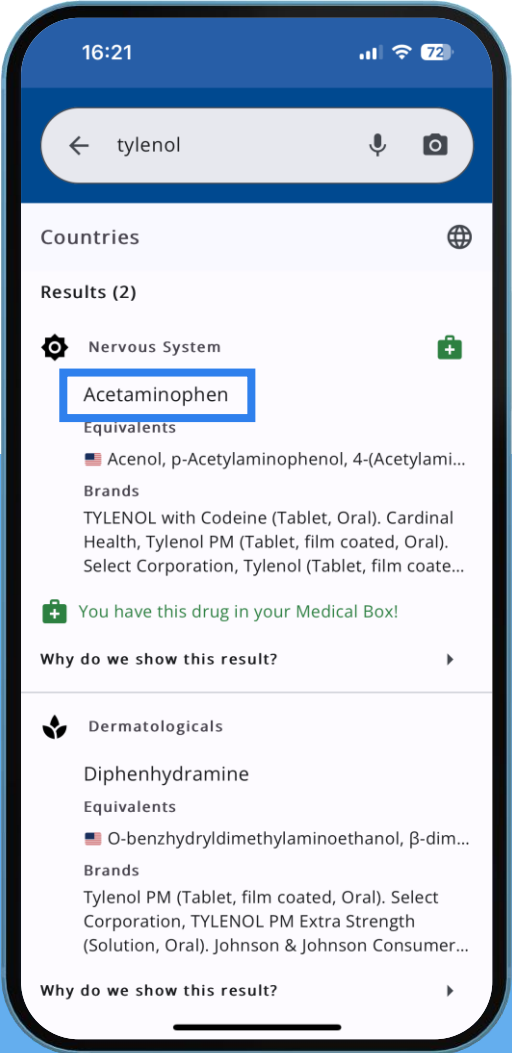 16:21
72
tylenol
Countries
Results (2)
Nervous System
Acetaminophen
Equivalents
Acenol, p-Acetylaminophenol, 4-(Acetylami...
Brands
TYLENOL with Codeine (Tablet, Oral). Cardinal
Health, Tylenol PM (Tablet, film coated, Oral).
Select Corporation, Tylenol (Tablet, film coate...
You have this drug in your Medical Box!
Why do we show this result?
Dermatologicals
Diphenhydramine
Equivalents
O-benzhydryldimethylaminoethanol, β-dim...
Brands
Tylenol PM (Tablet, film coated, Oral). Select
Corporation, TYLENOL PM Extra Strength
(Solution, Oral). Johnson & Johnson Consumer...
Why do we show this result?